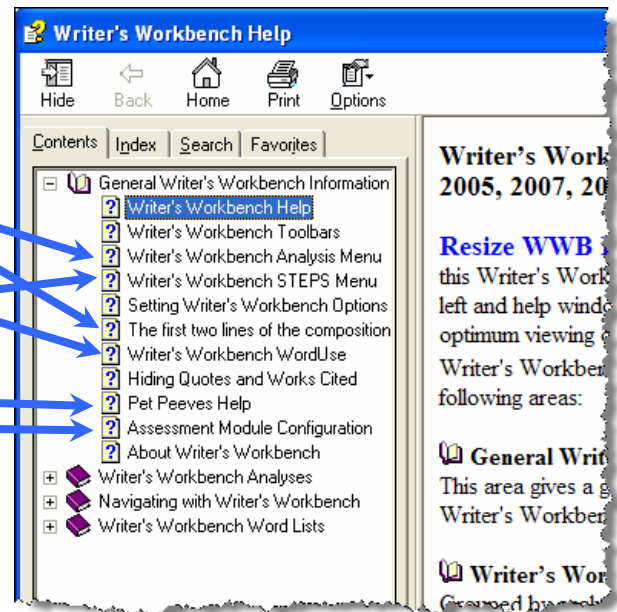 Writer's Workbench Help
Hide Back Home Print Options
Contents Index Search Favorites
General Writer's Workbench Information
Writer's Workbench Help
Writer's Workbench Toolbars
Writer's Workbench Analysis Menu
Writer's Workbench STEPS Menu
Setting Writer's Workbench Options
The first two lines of the composition
Writer's Workbench WordUse
Hiding Quotes and Works Cited
Pet Peeves Help
Assessment Module Configuration
About Writer's Workbench
Writer's Workbench Analyses
Navigating with Writer's Workbench
Writer's Workbench Word Lists
Writer's Work
2005, 2007, 20
Resize WWB
this Writer's Work
left and help windo
optimum viewing
Writer's Workben
following areas:
General Writ
This area gives a g
Writer's Workben
Writer's Wor